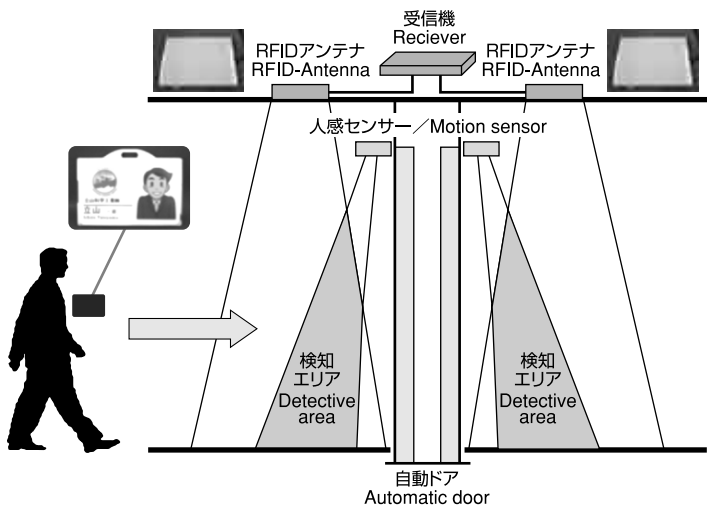 受信機
Reciever
RFIDアンテナ
RFID-Antenna
RFIDアンテナ
RFID-Antenna
人感センサー／Motion sensor
立山
検知
エリア
Detective
area
検知
エリア
Detective
area
自動ドア
Automatic door